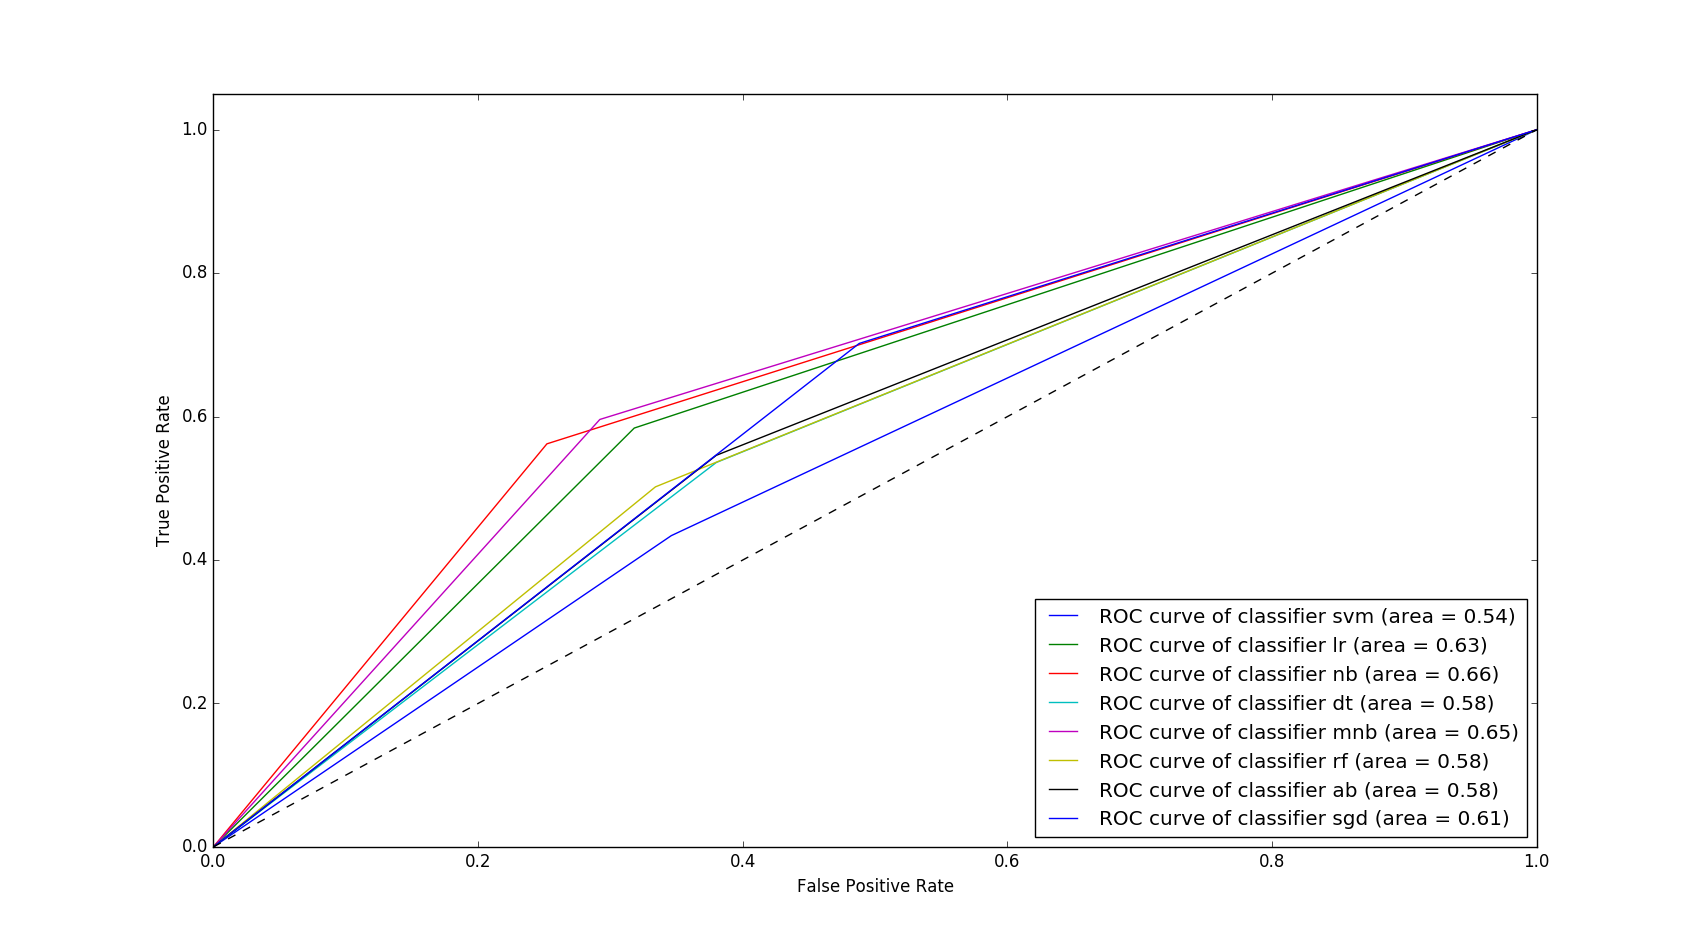 1.0
0.8
0.6
0.4
0.2
0.0
True Positive Rate
0.0 0.2 0.4 0.6 0.8 1.0
False Positive Rate
ROC curve of classifier svm (area = 0.54)
ROC curve of classifier lr (area = 0.63)
ROC curve of classifier nb (area = 0.66)
ROC curve of classifier dt (area = 0.58)
ROC curve of classifier mnb (area = 0.65)
ROC curve of classifier rf (area = 0.58)
ROC curve of classifier ab (area = 0.58)
ROC curve of classifier sgd (area = 0.61)